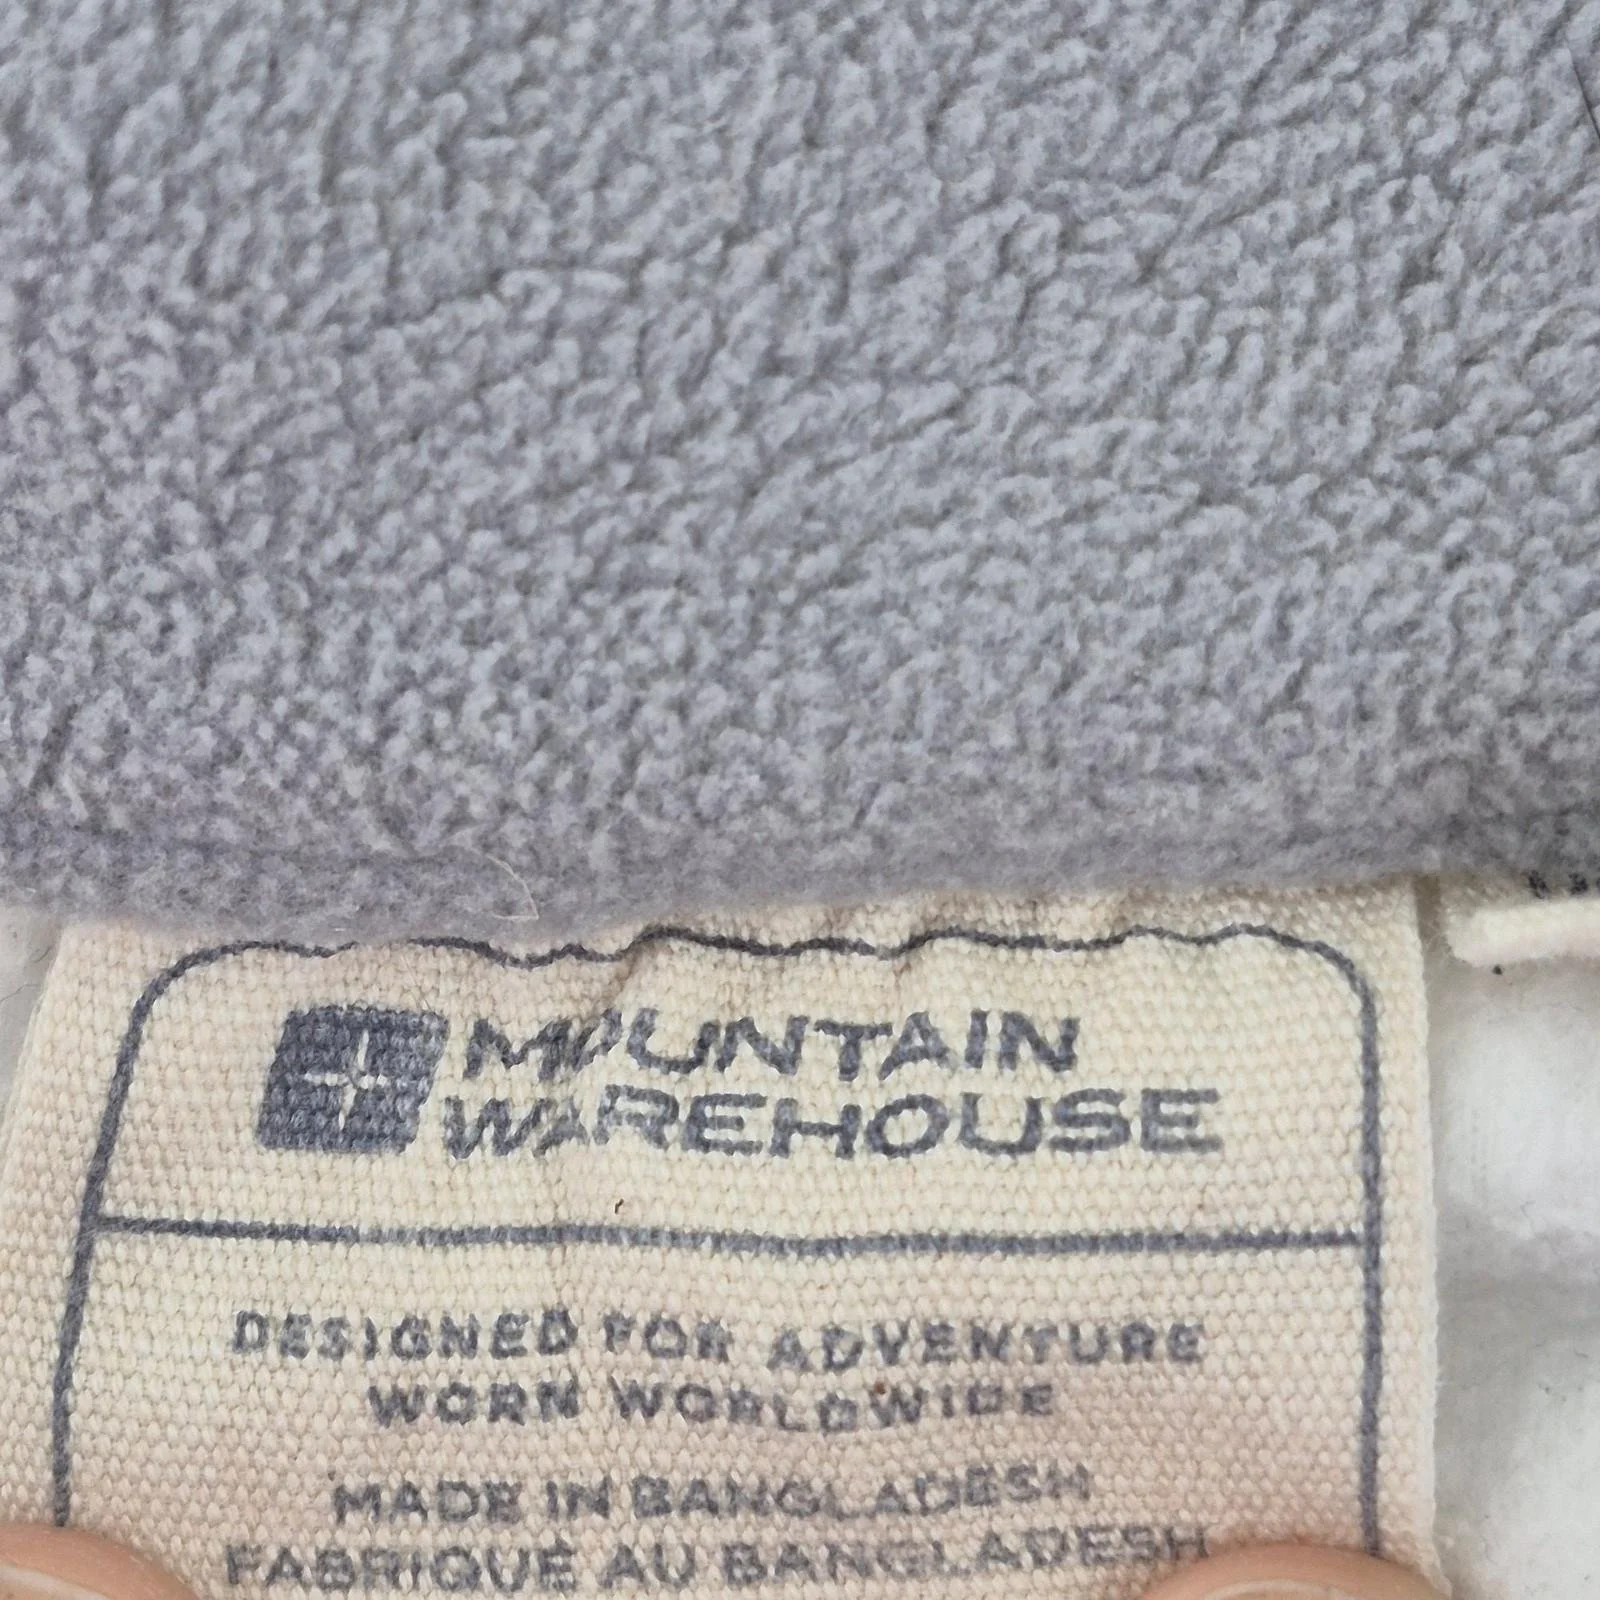 MOUNTAIN
WAREHOUSE
DESIGNED FOR ADVENTURE
WORN WORLDWIDE
MADE IN BANGLADESH
FABRIQUÉ AU BANGLADESH